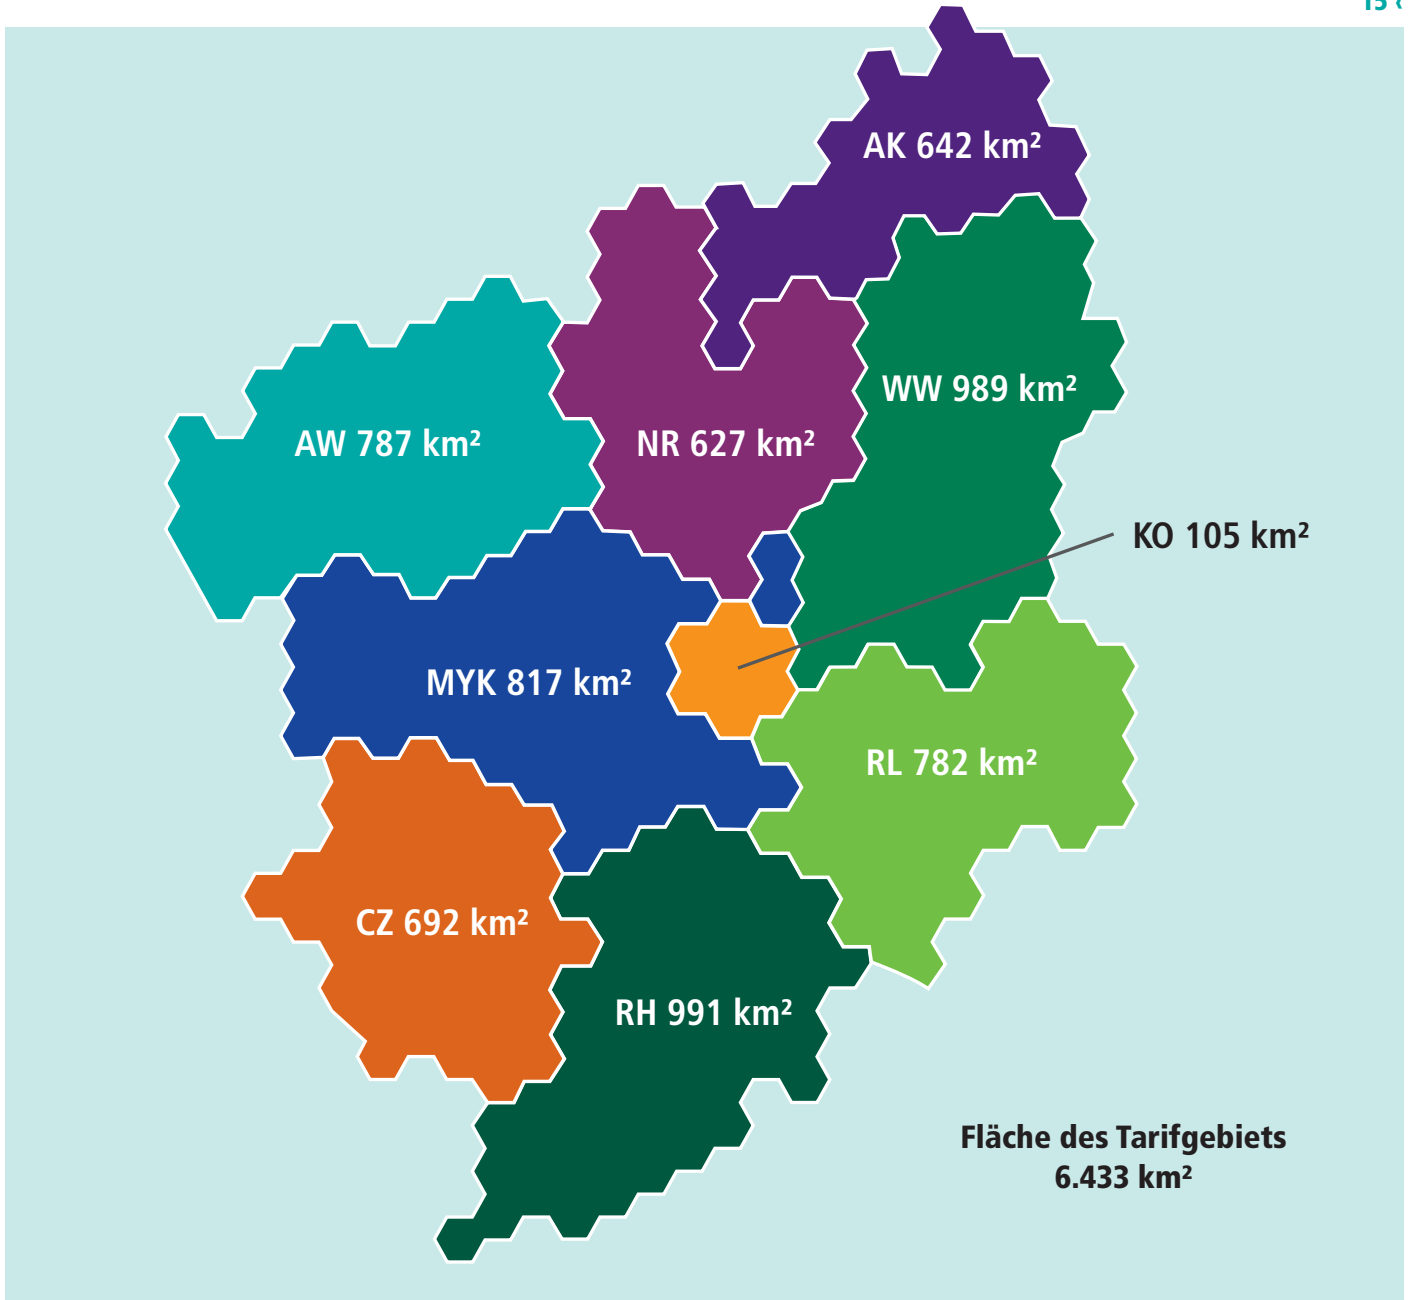 15
AK 642 km²
WW 989 km²
AW 787 km²
NR 627 km²
KO 105 km²
MYK 817 km²
RL 782 km²
CZ 692 km²
RH 991 km²
Fläche des Tarifgebiets
6.433 km²